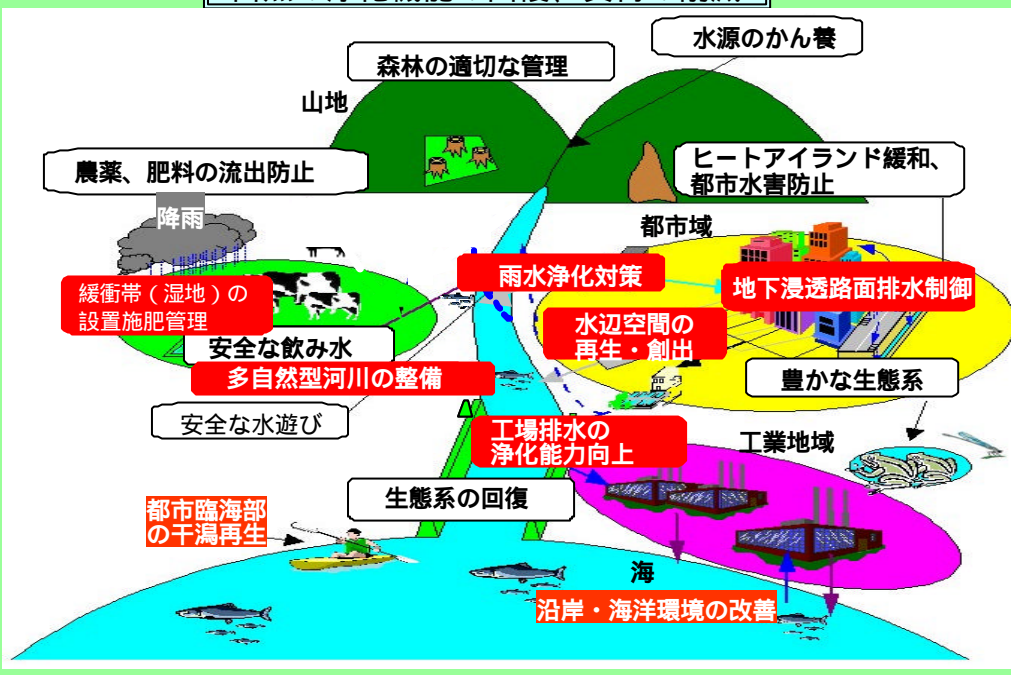 水源のかん養
森林の適切な管理
山地
農薬、肥料の流出防止
ヒートアイランド緩和、
都市水害防止
降雨
都市域
雨水浄化対策
地下浸透路面排水制御
緩衝帯（湿地）の
設置施肥管理
水辺空間の
再生・創出
安全な飲み水
多自然型河川の整備
豊かな生態系
安全な水遊び
工場排水の
浄化能力向上
工業地域
生態系の回復
都市臨海部
の干潟再生
海
沿岸・海洋環境の改善